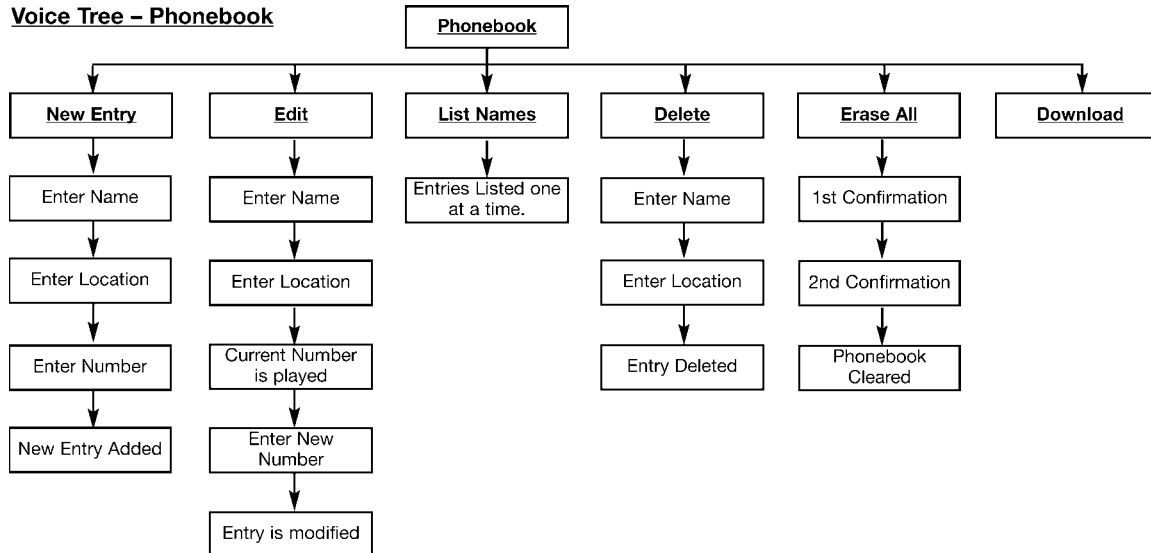 Voice Tree – Phonebook
Phonebook
New Entry
Edit
List Names
Delete
Erase All
Download
Enter Name
Enter Name
Entries Listed one
at a time.
Enter Name
1st Confirmation
Enter Location
Enter Location
Enter Location
2nd Confirmation
Enter Number
Current Number
is played
Entry Deleted
Phonebook
Cleared
New Entry Added
Enter New
Number
Entry is modified